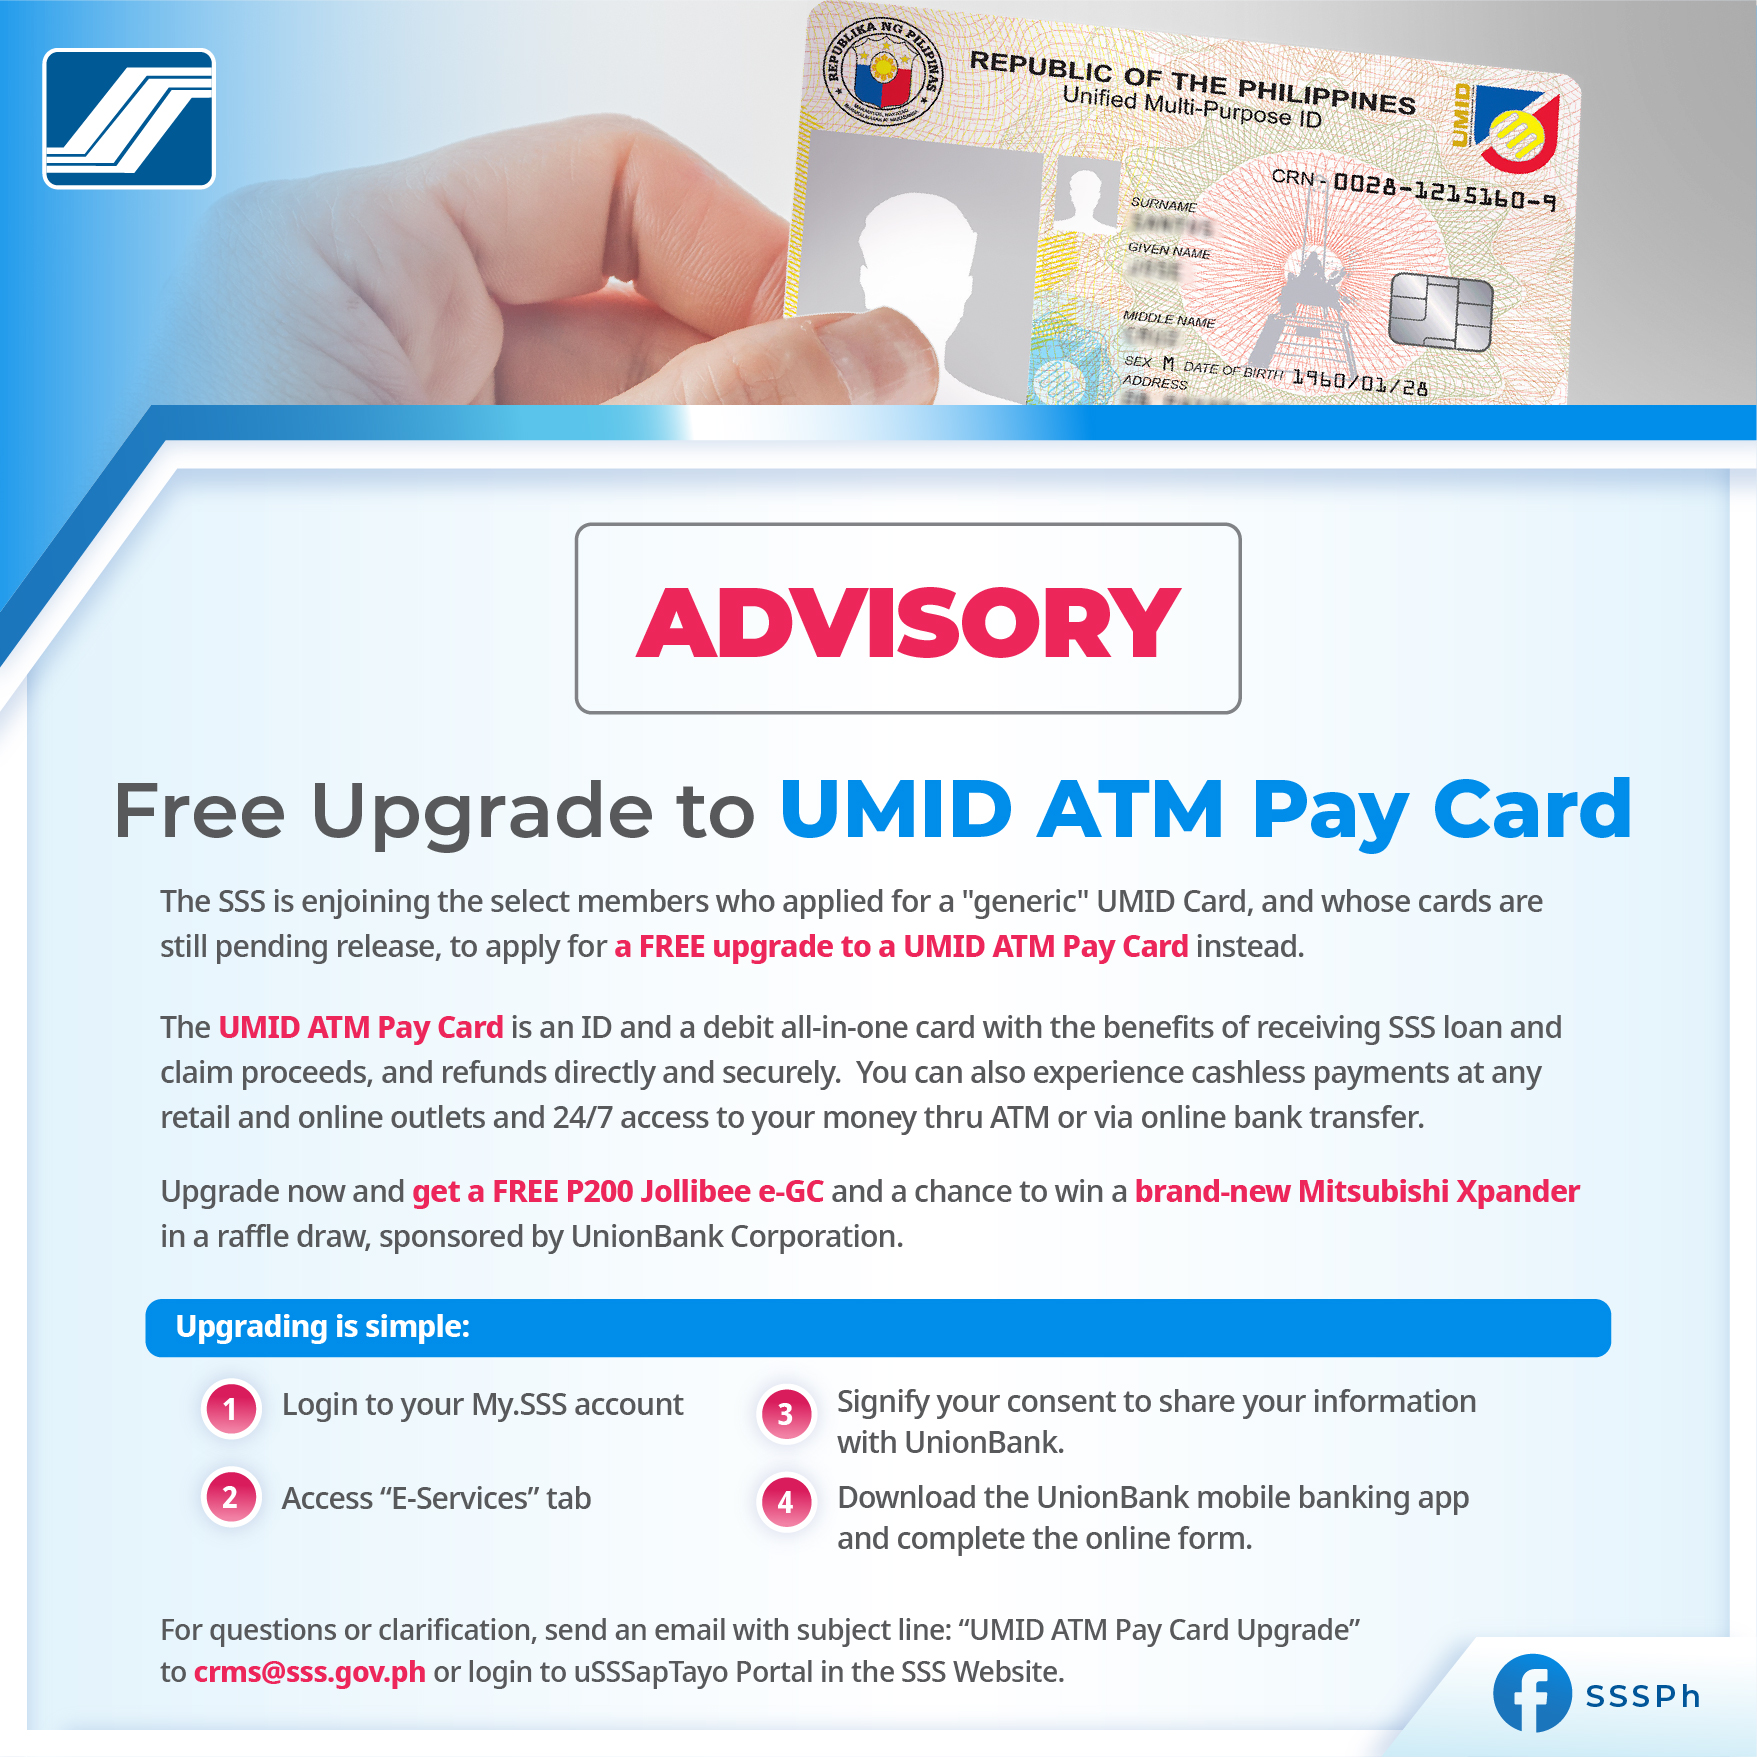 REPUBLIKA NG PILIPINAS
REPUBLIC OF THE PHILIPPINES
Unified Multi-Purpose ID
UMID
CRN - 0028-1215160-9
SURNAME
GIVEN NAME
MIDDLE NAME
SEX M DATE OF BIRTH 1960/01/28
ADDRESS
ADVISORY
Free Upgrade to UMID ATM Pay Card
The SSS is enjoining the select members who applied for a "generic" UMID Card, and whose cards are
still pending release, to apply for a FREE upgrade to a UMID ATM Pay Card instead.
The UMID ATM Pay Card is an ID and a debit all-in-one card with the benefits of receiving SSS loan and
claim proceeds, and refunds directly and securely.  You can also experience cashless payments at any
retail and online outlets and 24/7 access to your money thru ATM or via online bank transfer.
Upgrade now and get a FREE P200 Jollibee e-GC and a chance to win a brand-new Mitsubishi Xpander
in a raffle draw, sponsored by UnionBank Corporation.
Upgrading is simple:
1 Login to your My.SSS account
2 Access “E-Services” tab
3 Signify your consent to share your information
with UnionBank.
4 Download the UnionBank mobile banking app
and complete the online form.
For questions or clarification, send an email with subject line: “UMID ATM Pay Card Upgrade”
to crms@sss.gov.ph or login to uSSSapTayo Portal in the SSS Website.
f SSSPh